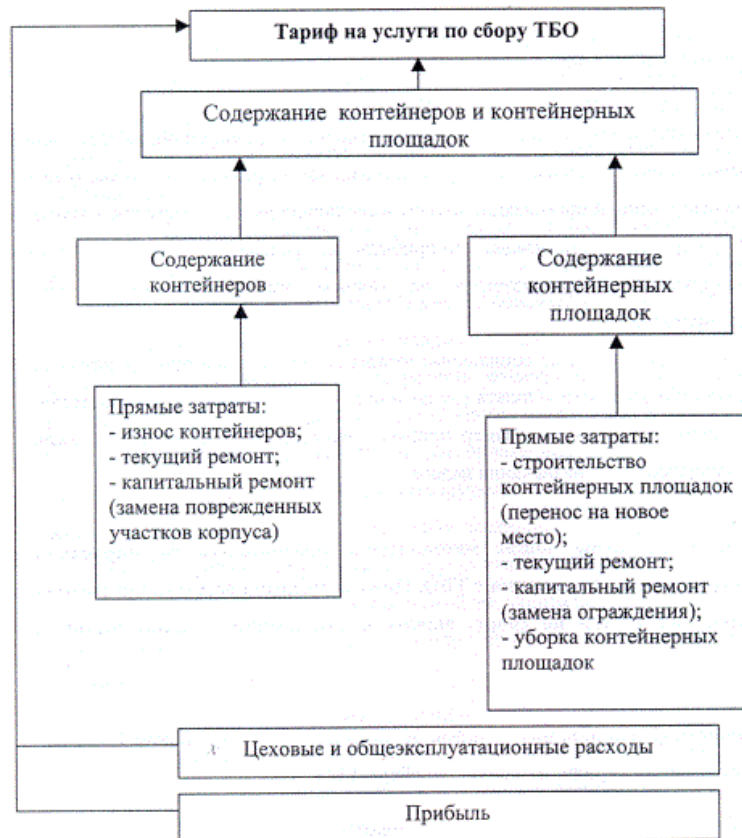 Тариф на услуги по сбору ТБО
Содержание контейнеров и контейнерных
площадок
Содержание
контейнеров
Содержание
контейнерных
площадок
Прямые затраты:
- износ контейнеров;
- текущий ремонт;
- капитальный ремонт
(замена поврежденных
участков корпуса)
Прямые затраты:
- строительство
контейнерных площадок
(перенос на новое
место);
- текущий ремонт;
- капитальный ремонт
(замена ограждения);
- уборка контейнерных
площадок
Цеховые и общеэксплуатационные расходы
Прибыль